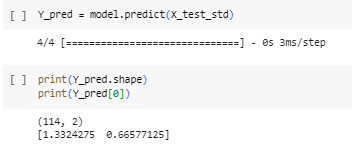 [ ] Y_pred = model.predict(X_test_std)
4/4 [==============================] - 0s 3ms/step
[ ] print(Y_pred.shape)
print(Y_pred[0])
(114, 2)
[1.3324275  0.66577125]